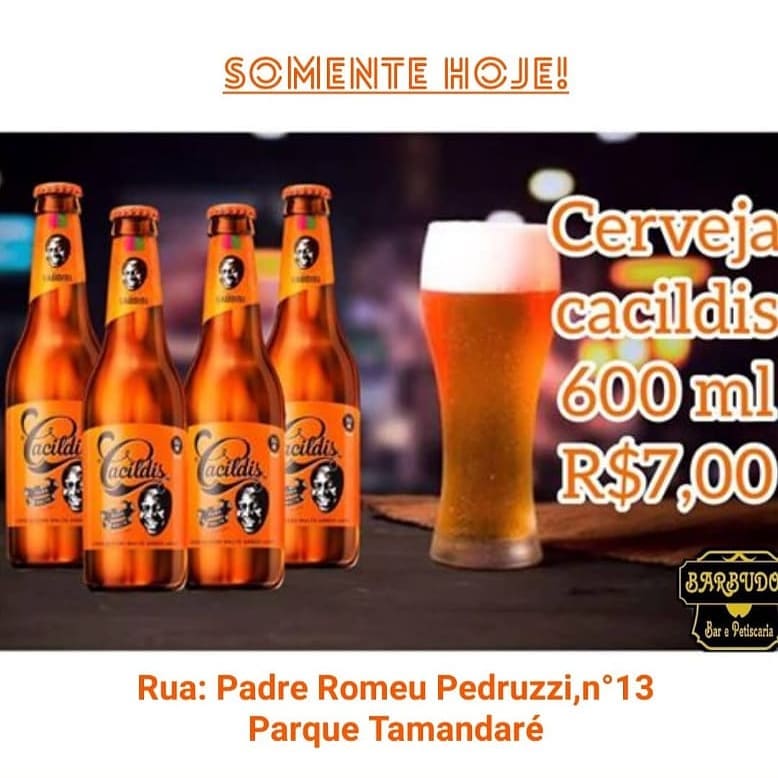 SOMENTE HOJE!
Cerveja
cacildis
600 ml
R$7,00
Cacildis
Cacildis
Cacildis
Cacildis
BARBUDO
Bar e Petiscaria
Rua: Padre Romeu Pedruzzi,n°13
Parque Tamandaré